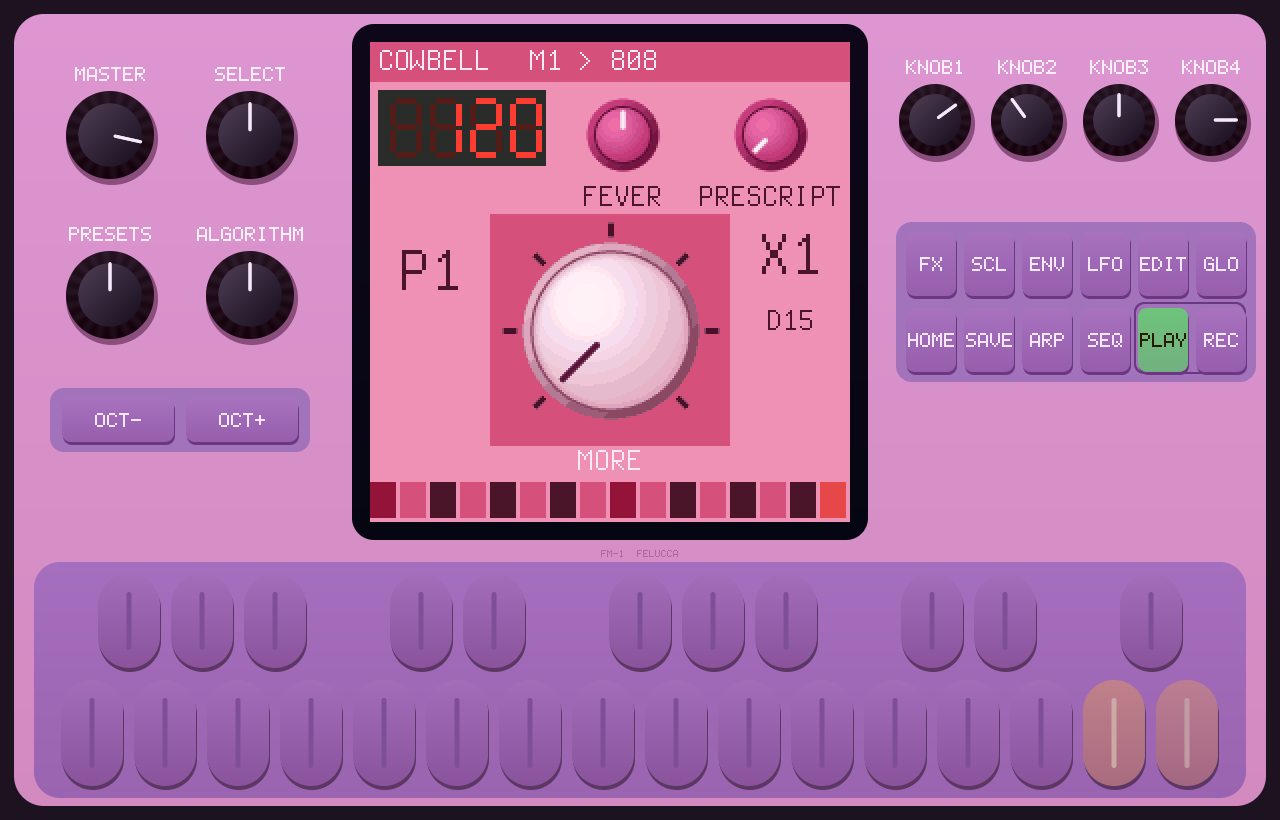 MASTER
SELECT
PRESETS
ALGORITHM
OCT-
OCT+
COWBELL M1 > 808
120
FEVER
PRESCRIPT
P1
X1
D15
MORE
KNOB1
KNOB2
KNOB3
KNOB4
FX
SCL
ENV
LFO
EDIT
GLO
HOME
SAVE
ARP
SEQ
PLAY
REC
FM-1 FELUCCA